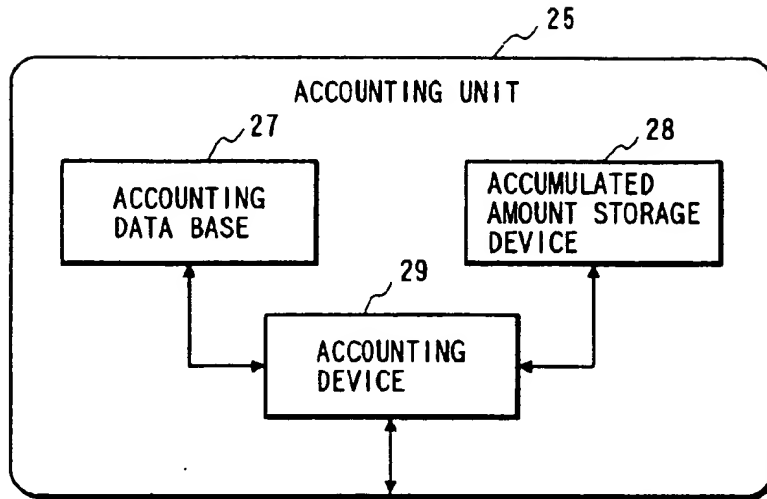 25
ACCOUNTING UNIT
27
28
ACCOUNTING
DATA BASE
ACCUMULATED
AMOUNT STORAGE
DEVICE
29
ACCOUNTING
DEVICE